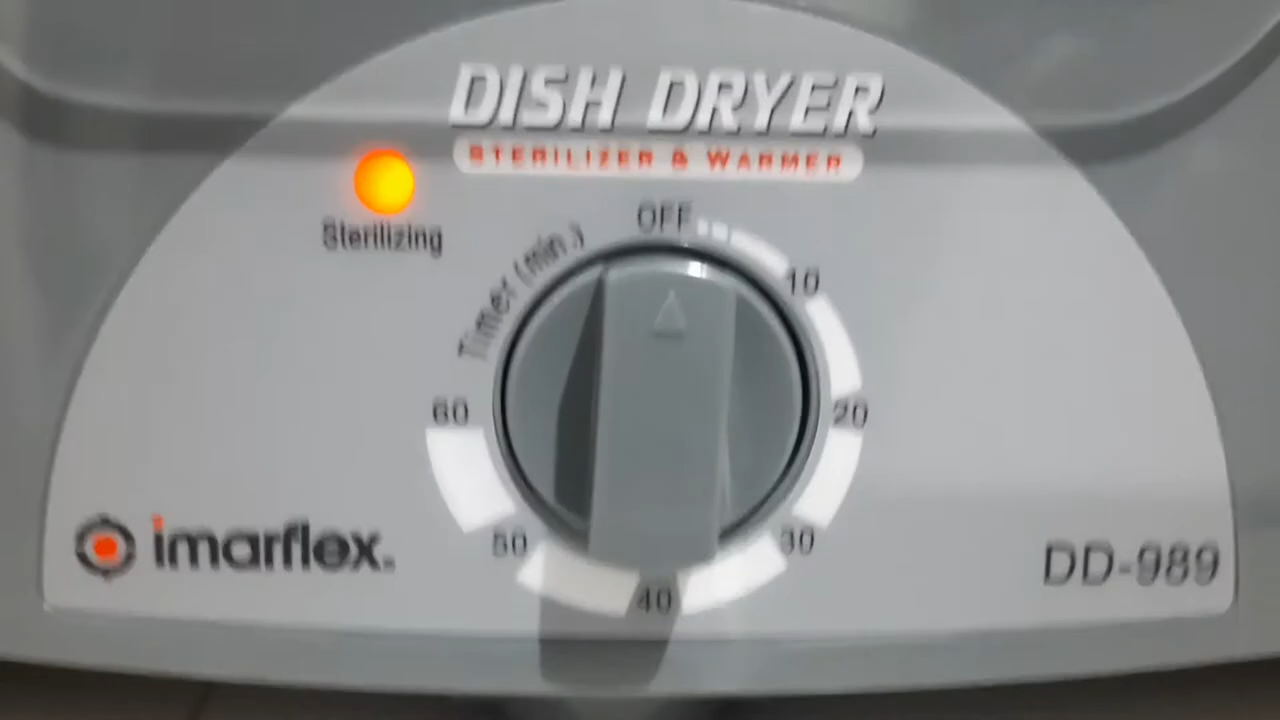 DISH DRYER
STERILIZER & WARMER
Sterilizing
Timer (min.)
OFF
10
20
30
40
50
60
imarflex.
DD-989